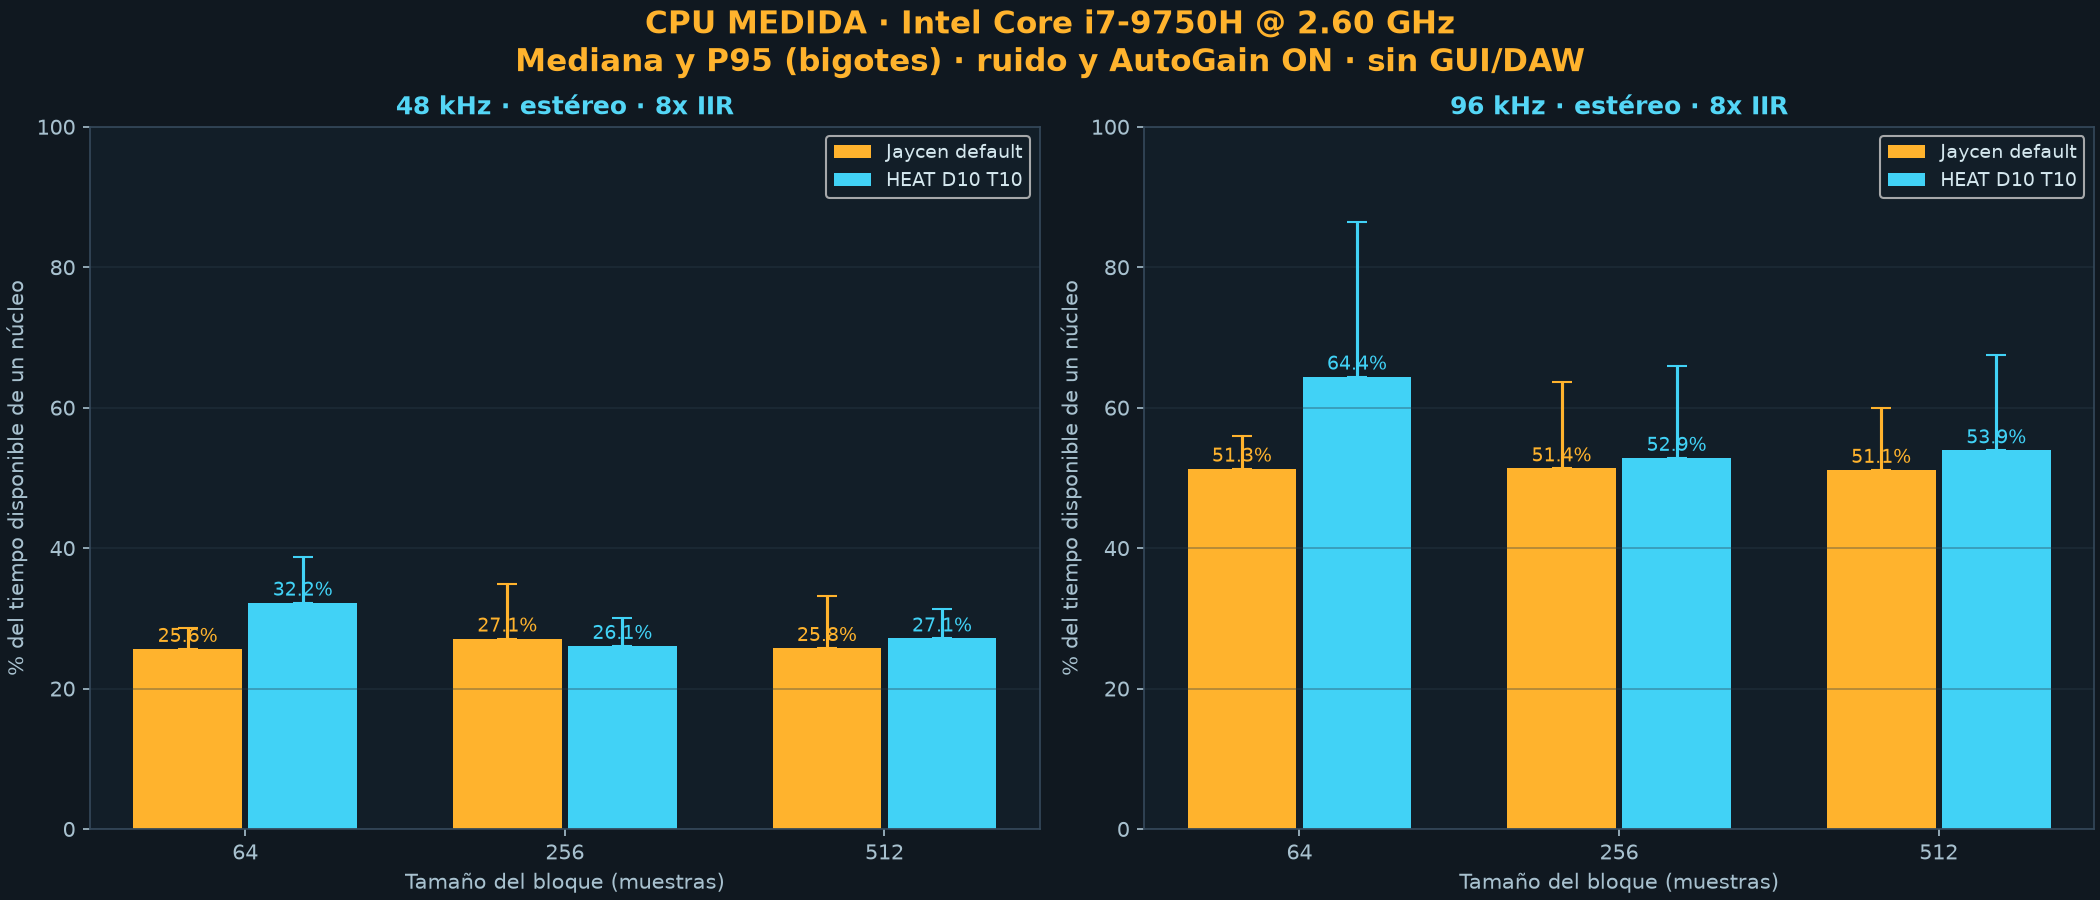 CPU MEDIDA · Intel Core i7-9750H @ 2.60 GHz
Mediana y P95 (bigotes) · ruido y AutoGain ON · sin GUI/DAW
48 kHz · estéreo · 8x IIR
% del tiempo disponible de un núcleo
100
80
60
40
20
0
Jaycen default
HEAT D10 T10
25.6%
32.2%
27.1%
26.1%
25.8%
27.1%
64
256
512
Tamaño del bloque (muestras)
96 kHz · estéreo · 8x IIR
% del tiempo disponible de un núcleo
100
80
60
40
20
0
Jaycen default
HEAT D10 T10
51.3%
64.4%
51.4%
52.9%
51.1%
53.9%
64
256
512
Tamaño del bloque (muestras)